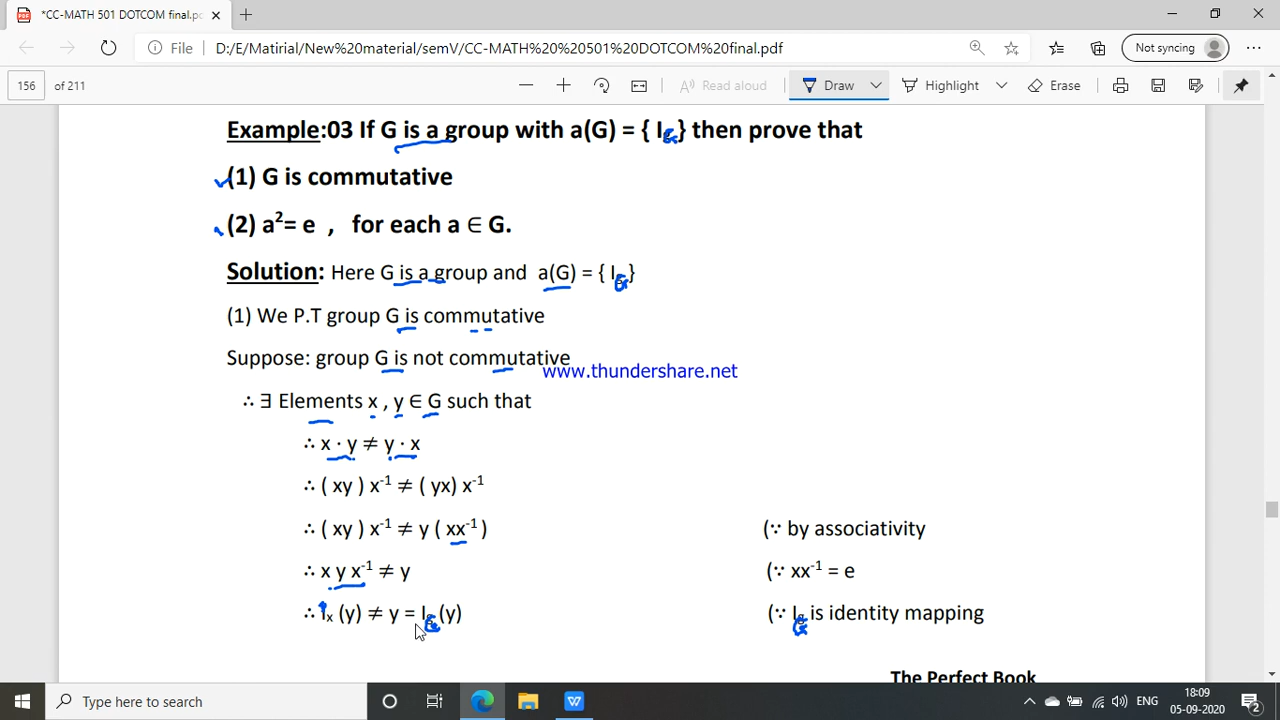 *CC-MATH 501 DOTCOM final.pc
File D:/E/Matirial/New%20material/semV/CC-MATH%20%20501%20DOTCOM%20final.pdf Not syncing
156 of 211 Read aloud Draw Highlight Erase
Example:03 If G is a group with a(G) = { I_G} then prove that
(1) G is commutative
(2) a²= e , for each a ∈ G.
Solution: Here G is a group and a(G) = { I_G}
(1) We P.T group G is commutative
Suppose: group G is not commutative
www.thundershare.net
∴ ∃ Elements x , y ∈ G such that
∴ x · y ≠ y · x
∴ ( xy ) x⁻¹ ≠ ( yx) x⁻¹
∴ ( xy ) x⁻¹ ≠ y ( xx⁻¹ ) (∵ by associativity
∴ x y x⁻¹ ≠ y (∵ xx⁻¹ = e
∴ iₓ (y) ≠ y = I_G (y) (∵ I_G is identity mapping
The Perfect Book
Type here to search ENG 18:09
05-09-2020 2